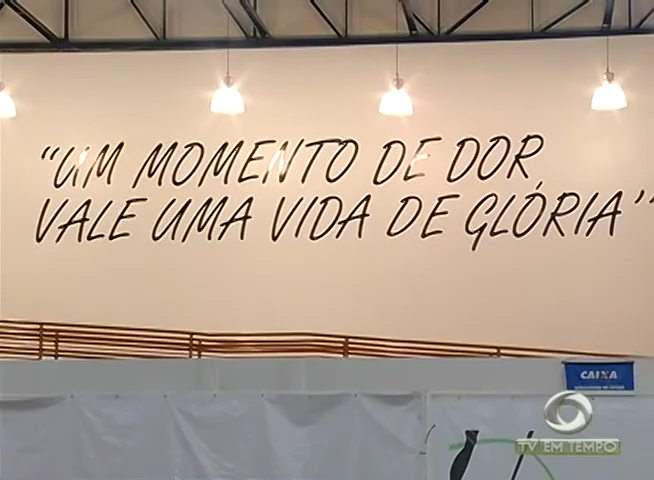 "UM MOMENTO DE DOR
VALE UMA VIDA DE GLÓRIA"
CAIXA
TV EM TEMPO